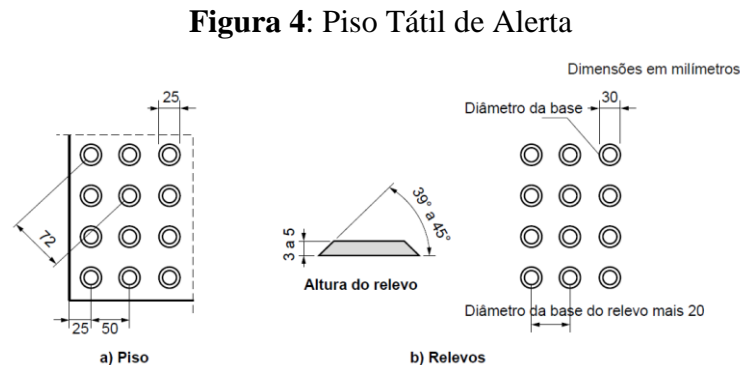 Figura 4: Piso Tátil de Alerta
Dimensões em milímetros
25
72
25
50
a) Piso
3 a 5
39° a 45°
Altura do relevo
Diâmetro da base
30
Diâmetro da base do relevo mais 20
b) Relevos